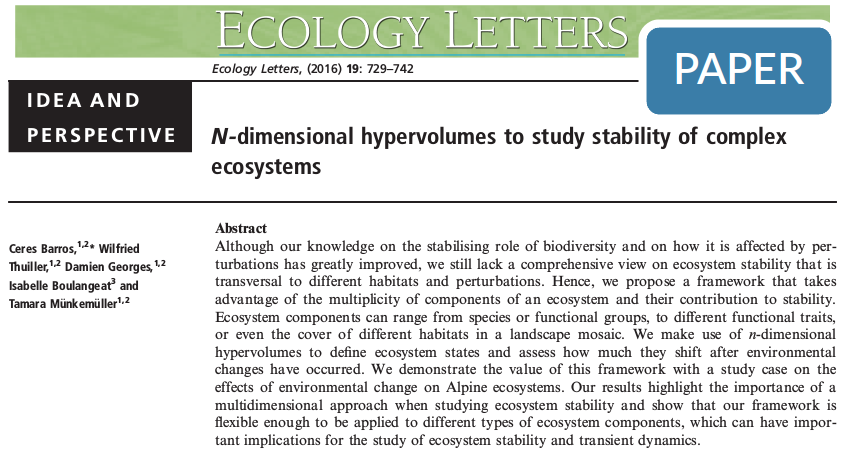 ECOLOGY LETTERS
PAPER
Ecology Letters, (2016) 19: 729–742
IDEA AND
PERSPECTIVE
N-dimensional hypervolumes to study stability of complex
ecosystems
Ceres Barros,1,2* Wilfried
Thuiller,1,2 Damien Georges,1,2
Isabelle Boulangeat3 and
Tamara Münkemüller1,2
Abstract
Although our knowledge on the stabilising role of biodiversity and on how it is affected by per-
turbations has greatly improved, we still lack a comprehensive view on ecosystem stability that is
transversal to different habitats and perturbations. Hence, we propose a framework that takes
advantage of the multiplicity of components of an ecosystem and their contribution to stability.
Ecosystem components can range from species or functional groups, to different functional traits,
or even the cover of different habitats in a landscape mosaic. We make use of n-dimensional
hypervolumes to define ecosystem states and assess how much they shift after environmental
changes have occurred. We demonstrate the value of this framework with a study case on the
effects of environmental change on Alpine ecosystems. Our results highlight the importance of a
multidimensional approach when studying ecosystem stability and show that our framework is
flexible enough to be applied to different types of ecosystem components, which can have impor-
tant implications for the study of ecosystem stability and transient dynamics.